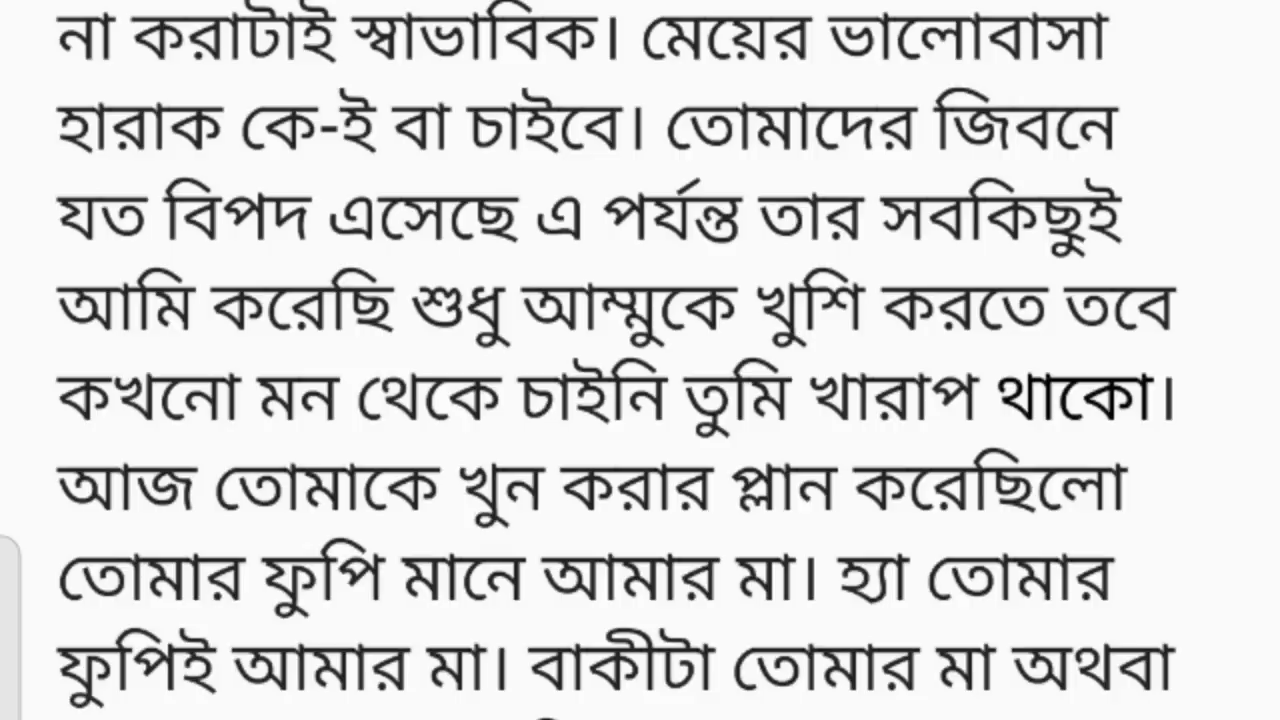 না করাটাই স্বাভাবিক। মেয়ের ভালোবাসা
হারাক কে-ই বা চাইবে। তোমাদের জিবনে
যত বিপদ এসেছে এ পর্যন্ত তার সবকিছুই
আমি করেছি শুধু আম্মুকে খুশি করতে তবে
কখনো মন থেকে চাইনি তুমি খারাপ থাকো।
আজ তোমাকে খুন করার প্লান করেছিলো
তোমার ফুপি মানে আমার মা। হ্যা তোমার
ফুপিই আমার মা। বাকীটা তোমার মা অথবা